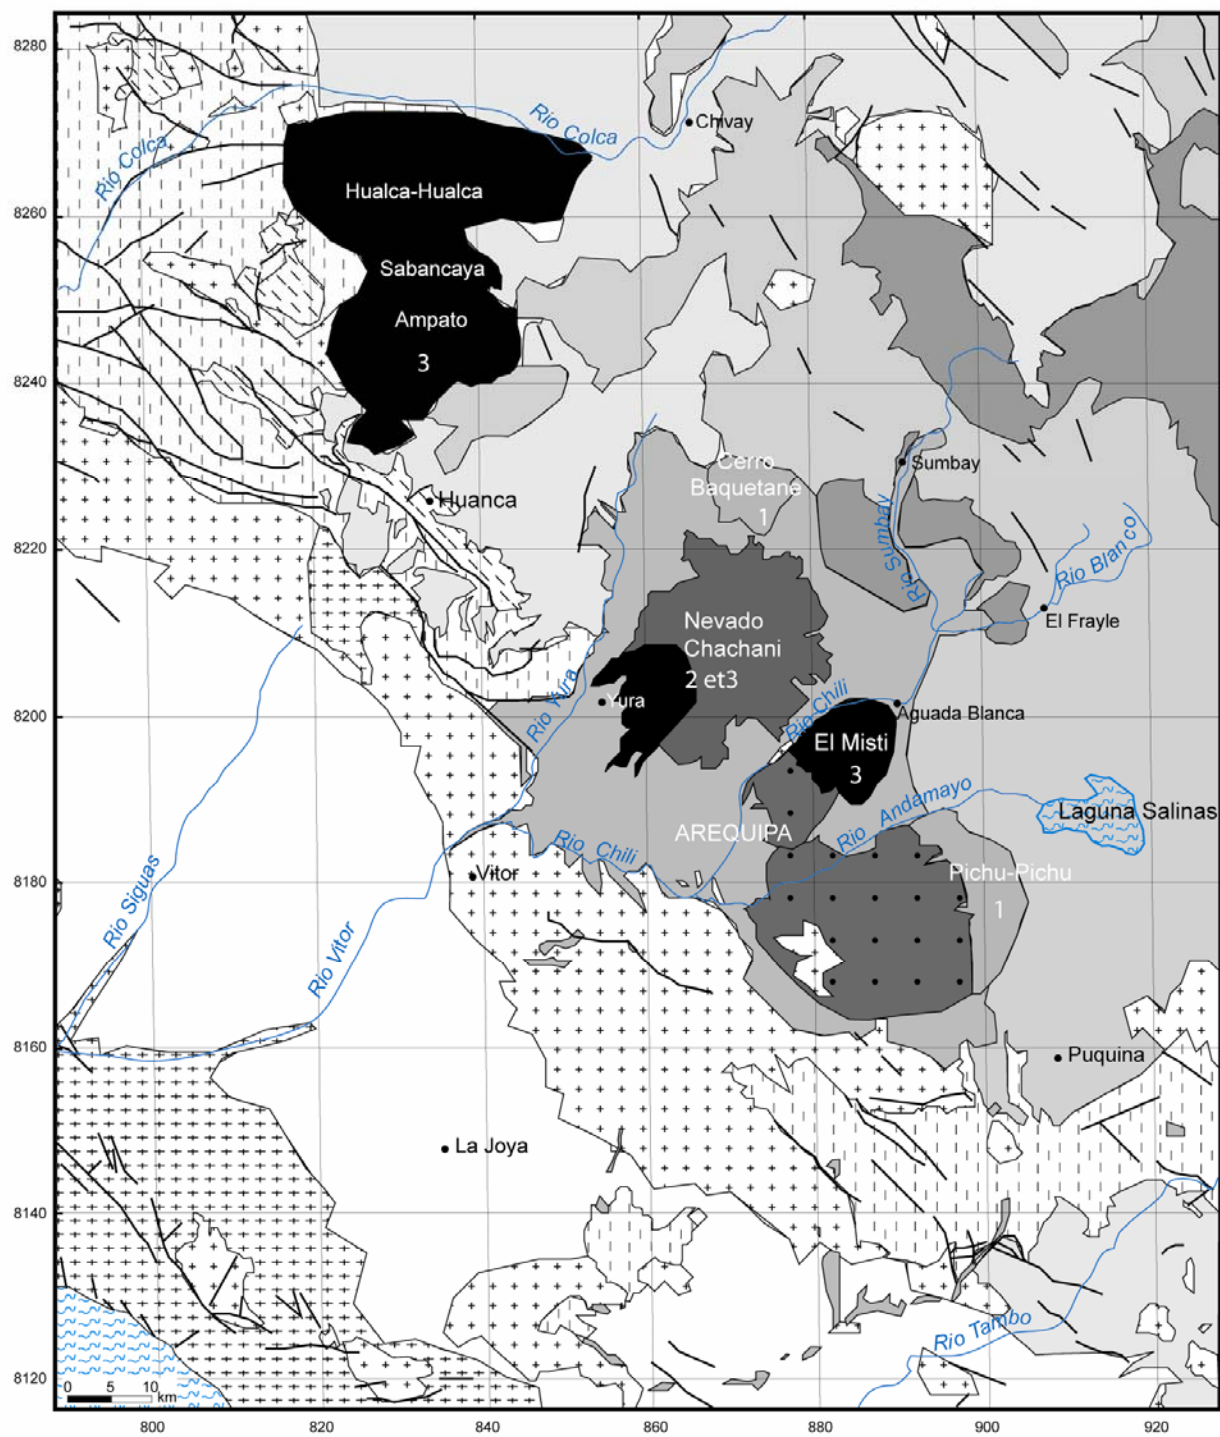 8280
Rio Colca
Chivay
Rio Colca
Hualca-Hualca
8260
Sabancaya
Ampato
3
8240
Cerro
Baquetane
1
Sumbay
Huanca
Rio Sumbay
8220
Rio Blanco
El Frayle
Nevado
Chachani
2 et3
Yura
Rio Yura
Rio Chili
Aguada Blanca
8200
El Misti
3
Rio Andamayo
Laguna Salinas
AREQUIPA
Rio Chili
Vitor
Pichu-Pichu
1
8180
Rio Siguas
Rio Vitor
8160
Puquina
La Joya
8140
Rio Tambo
8120
0 5 10
km
800 820 840 860 880 900 920